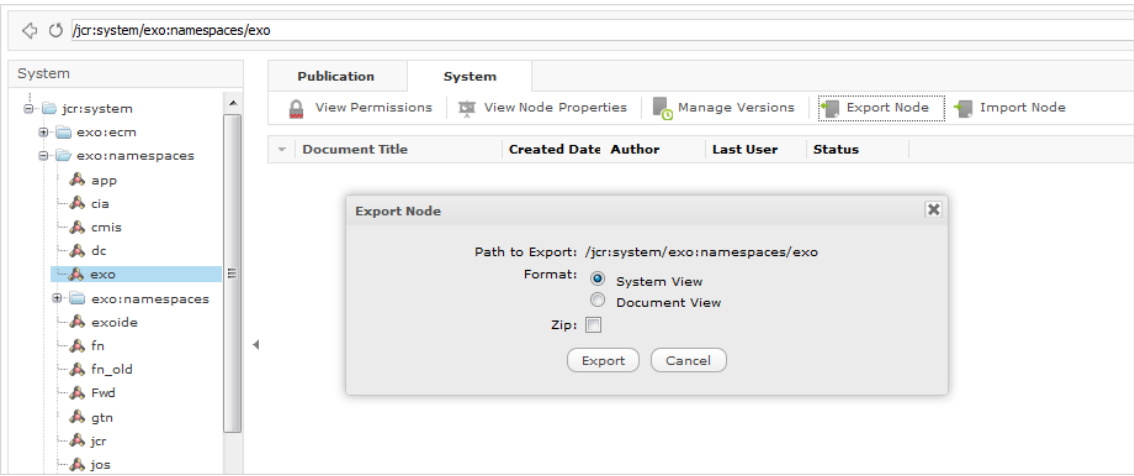 /jcr:system/exo:namespaces/exo
System
jcr:system
exo:ecm
exo:namespaces
app
cia
cmis
dc
exo
exo:namespaces
exoide
fn
fn_old
Fwd
gtn
jcr
jos
Publication System
View Permissions View Node Properties Manage Versions Export Node Import Node
Document Title Created Date Author Last User Status
Export Node
Path to Export: /jcr:system/exo:namespaces/exo
Format: System View
Document View
Zip:
Export Cancel